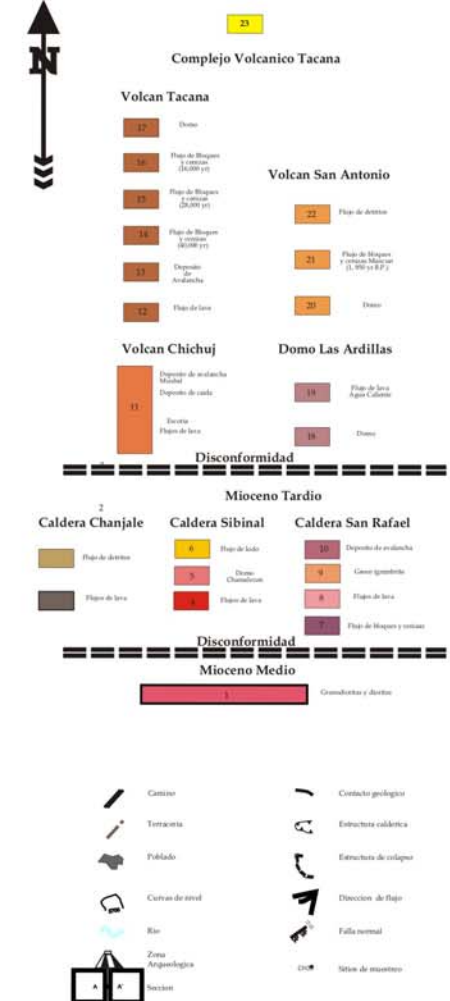 N
23
Complejo Volcanico Tacana
Volcan Tacana
17 Domo
16 Flujo de Bloques
y cenizas
(16,000 yr)
15 Flujo de Bloques
y cenizas
(28,000 yr)
14 Flujo de Bloques
y cenizas
(40,000 yr)
13 Deposito
de
Avalancha
12 Flujo de lava
Volcan San Antonio
22 Flujo de detritos
21 Flujo de bloques
y cenizas
(1, 950 yr B.P.)
20 Domo
Volcan Chichuj
11
Deposito de avalancha
Deposito de caida
Escoria
Flujos de lava
Domo Las Ardillas
19 Flujo de lava
Agua Caliente
18 Domo
Disconformidad
Mioceno Tardio
2
Caldera Chanjale
Flujo de detritos
Flujos de lava
Caldera Sibinal
6 Flujo de lodo
5 Domo
4 Flujos de lava
Caldera San Rafael
10 Deposito de avalancha
9
8 Flujos de lava
7 Flujo de bloques y cenizas
Disconformidad
Mioceno Medio
1 Granodioritas y dioritas
Camino
Terraceria
Poblado
Curvas de nivel
Rio
Zona
Arqueologica
A A' Seccion
Contacto geologico
Estructura calderica
Estructura de colapso
Direccion de flujo
Falla normal
Sitios de muestreo